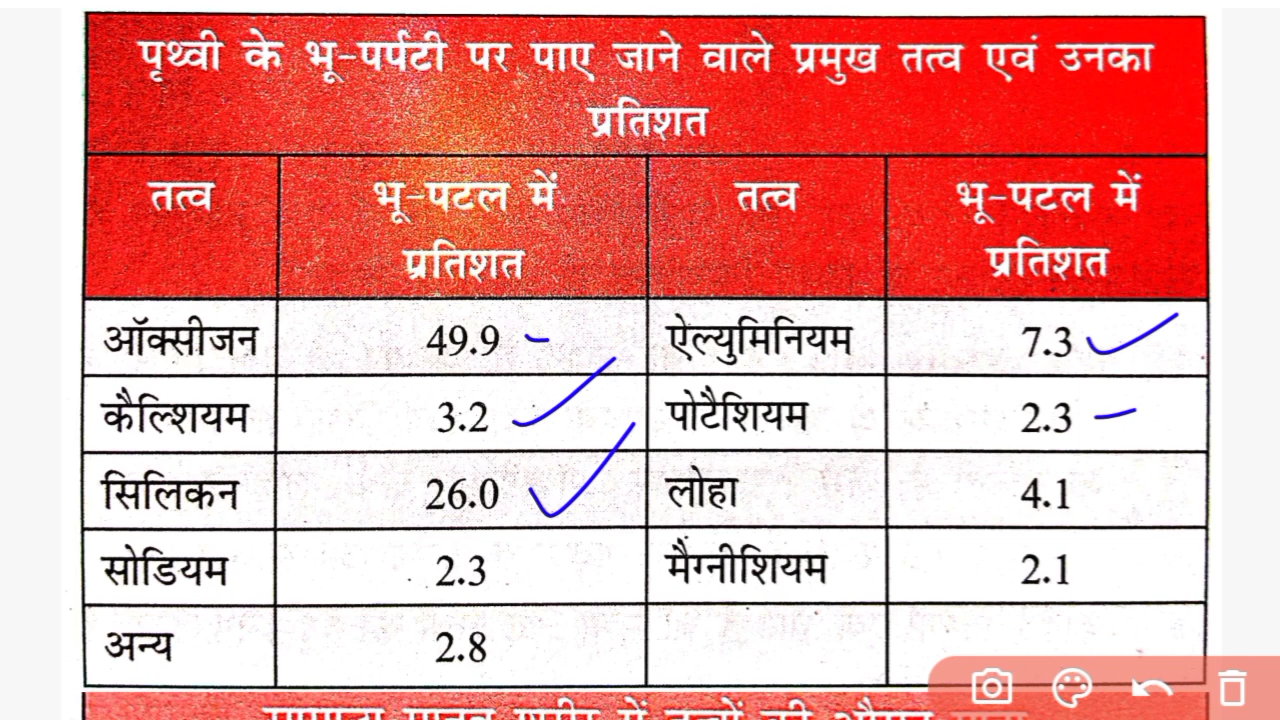 पृथ्वी के भू-पर्पटी पर पाए जाने वाले प्रमुख तत्व एवं उनका
प्रतिशत
तत्व भू-पटल में प्रतिशत तत्व भू-पटल में प्रतिशत
ऑक्सीजन 49.9 ऐल्युमिनियम 7.3
कैल्शियम 3.2 पोटैशियम 2.3
सिलिकन 26.0 लोहा 4.1
सोडियम 2.3 मैग्नीशियम 2.1
अन्य 2.8